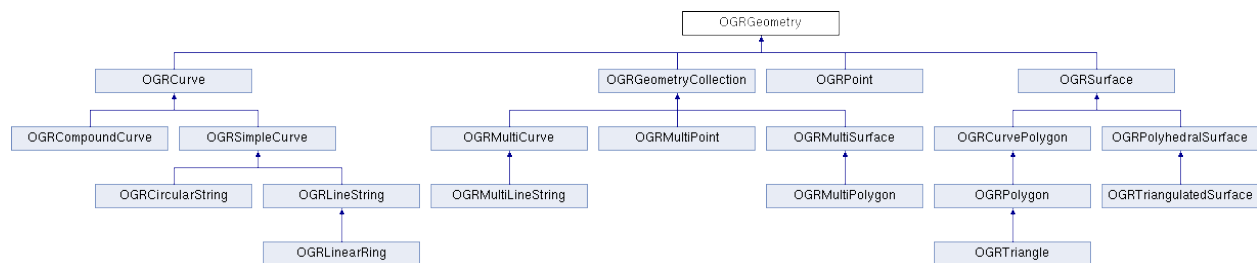 OGRGeometry
OGRCurve
OGRGeometryCollection
OGRPoint
OGRSurface
OGRCompoundCurve
OGRSimpleCurve
OGRMultiCurve
OGRMultiPoint
OGRMultiSurface
OGRCurvePolygon
OGRPolyhedralSurface
OGRCircularString
OGRLineString
OGRMultiLineString
OGRMultiPolygon
OGRPolygon
OGRTriangulatedSurface
OGRLinearRing
OGRTriangle